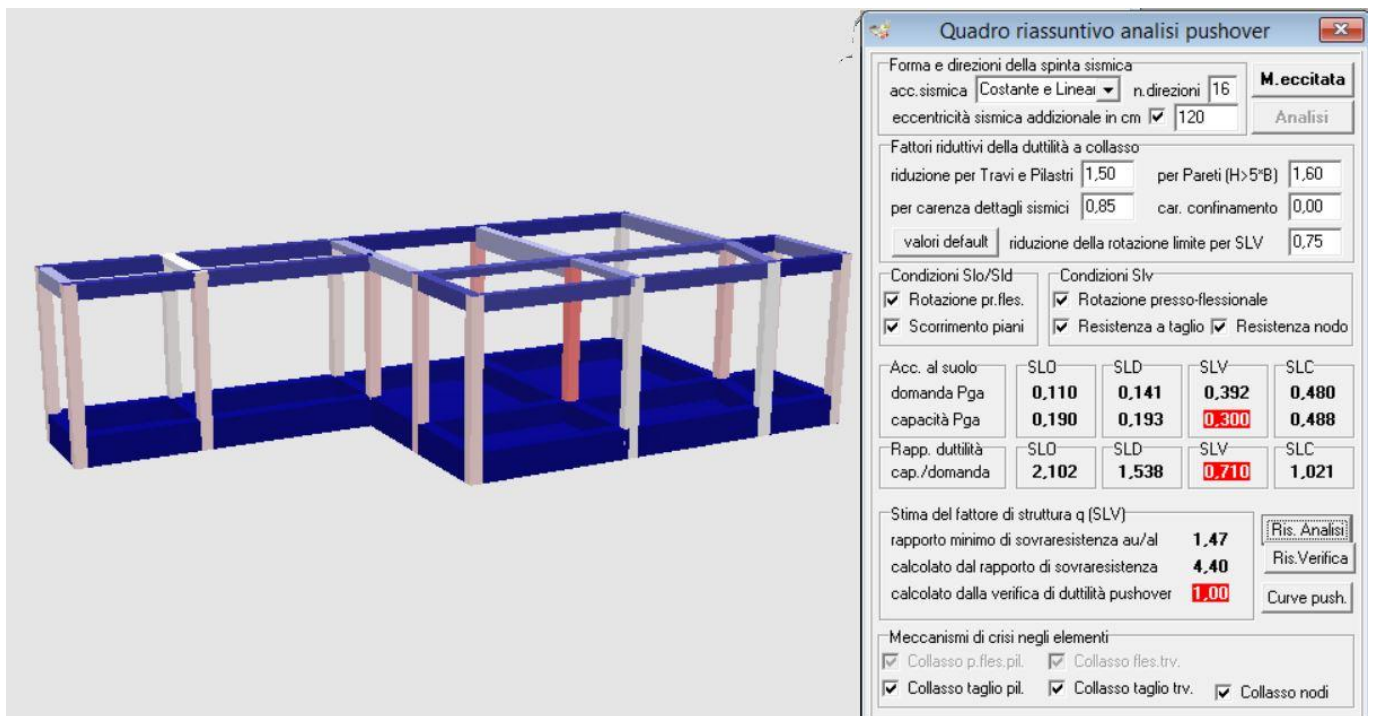 Quadro riassuntivo analisi pushover
Forma e direzioni della spinta sismica
acc.sismica Costante e Linear n.direzioni 16
M.eccitata
eccentricità sismica addizionale in cm 120
Analisi
Fattori riduttivi della duttilità a collasso
riduzione per Travi e Pilastri 1,50 per Pareti (H>5*B) 1,60
per carenza dettagli sismici 0,85 car. confinamento 0,00
valori default riduzione della rotazione limite per SLV 0,75
Condizioni Slo/Sld Condizioni Slv
Rotazione pr.fles. Rotazione presso-flessionale
Scorrimento piani Resistenza a taglio Resistenza nodo
Acc. al suolo SLO SLD SLV SLC
domanda Pga 0,110 0,141 0,392 0,480
capacità Pga 0,190 0,193 0,300 0,488
Rapp. duttilità SLO SLD SLV SLC
cap./domanda 2,102 1,538 0,710 1,021
Stima del fattore di struttura q (SLV)
rapporto minimo di sovraresistenza au/al 1,47
Ris. Analisi
calcolato dal rapporto di sovraresistenza 4,40
Ris.Verifica
calcolato dalla verifica di duttilità pushover 1,00
Curve push.
Meccanismi di crisi negli elementi
Collasso p.fles.pil. Collasso fles.trv.
Collasso taglio pil. Collasso taglio trv. Collasso nodi